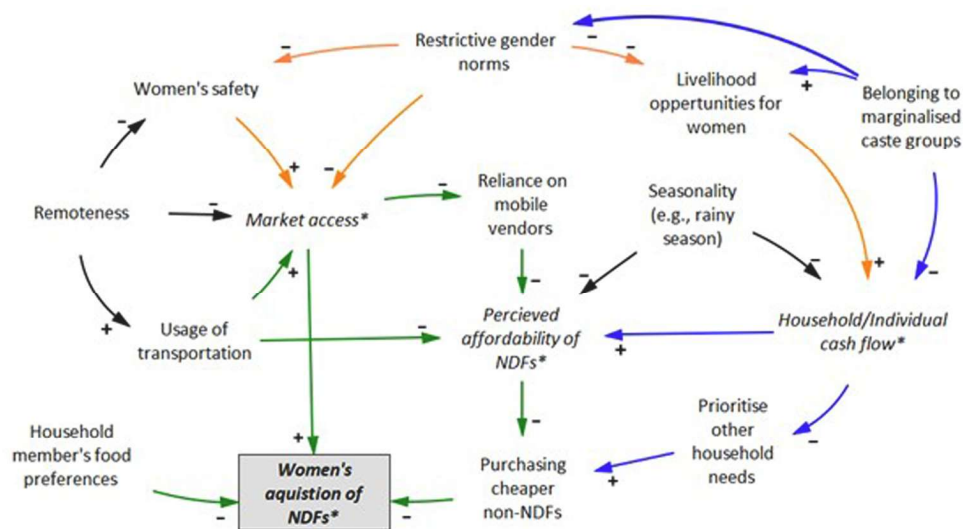 Restrictive gender
norms
Women's safety
Livelihood
oppertunities for
women
Belonging to
marginalised
caste groups
Remoteness
Market access*
Reliance on
mobile
vendors
Seasonality
(e.g., rainy
season)
Usage of
transportation
Percieved
affordability of
NDFs*
Household/Individual
cash flow*
Household
member's food
preferences
Women's
aquistion of
NDFs*
Purchasing
cheaper
non-NDFs
Prioritise
other
household
needs
–
–
–
–
+
–
+
–
–
–
+
+
–
–
–
–
+
–
–
+
–
+
–
+
–
–